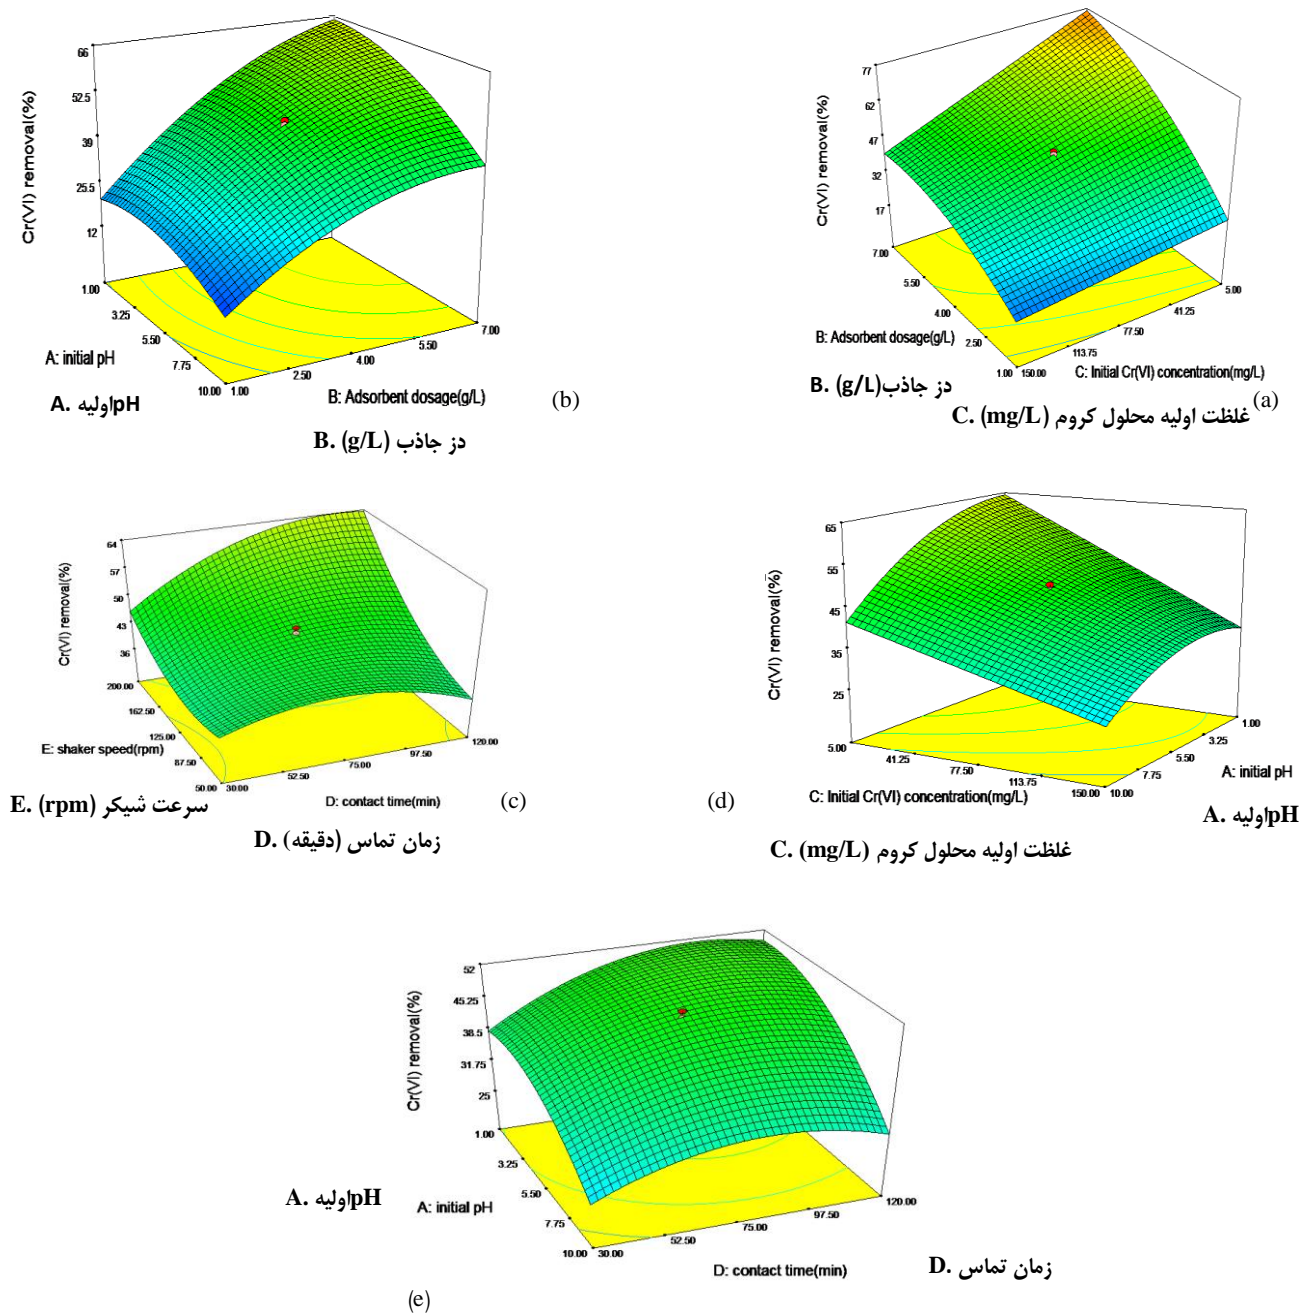 66
52.5
39
25.5
12
Cr(VI) removal(%)
1.00
3.25
5.50
7.75
10.00
A: initial pH
1.00
2.50
4.00
5.50
7.00
B: Adsorbent dosage(g/L)
A. pHاولیه
B. (g/L) دز جاذب
(b)
77
62
47
32
17
Cr(VI) removal(%)
7.00
5.50
4.00
2.50
1.00
B: Adsorbent dosage(g/L)
150.00
113.75
77.50
41.25
5.00
C: Initial Cr(VI) concentration(mg/L)
B. (g/L)دز جاذب
C. (mg/L) غلظت اولیه محلول کروم
(a)
64
57
50
43
36
Cr(VI) removal(%)
200.00
162.50
125.00
87.50
50.00
E: shaker speed(rpm)
30.00
52.50
75.00
97.50
120.00
D: contact time(min)
E. (rpm) سرعت شیکر
D. (دقیقه) زمان تماس
(c)
65
55
45
35
25
Cr(VI) removal(%)
5.00
41.25
77.50
113.75
150.00
C: Initial Cr(VI) concentration(mg/L)
1.00
3.25
5.50
7.75
10.00
A: initial pH
(d)
A. pHاولیه
C. (mg/L) غلظت اولیه محلول کروم
52
45.25
38.5
31.75
25
Cr(VI) removal(%)
1.00
3.25
5.50
7.75
10.00
A: initial pH
30.00
52.50
75.00
97.50
120.00
D: contact time(min)
A. pHاولیه
D. زمان تماس
(e)